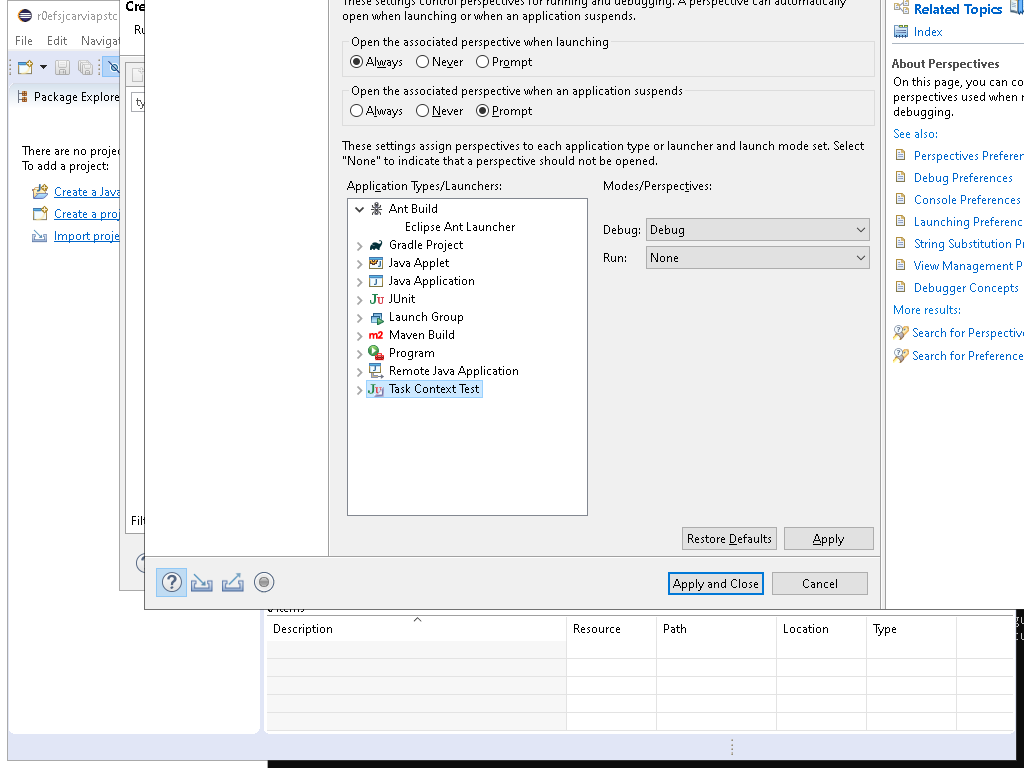 r0efsjcarviapstc
File Edit Navigat
Package Explore
There are no projec
To add a project:
Create a Java
Create a proj
Import proje
Cre
Ru
ty
Filt
These settings control perspectives for running and debugging. A perspective can automatically
open when launching or when an application suspends.
Open the associated perspective when launching
Always Never Prompt
Open the associated perspective when an application suspends
Always Never Prompt
These settings assign perspectives to each application type or launcher and launch mode set. Select
"None" to indicate that a perspective should not be opened.
Application Types/Launchers:
Ant Build
Eclipse Ant Launcher
Gradle Project
Java Applet
Java Application
JUnit
Launch Group
Maven Build
Program
Remote Java Application
Task Context Test
Modes/Perspectives:
Debug: Debug
Run: None
Restore Defaults Apply
Apply and Close Cancel
Related Topics
Index
About Perspectives
On this page, you can co
perspectives used when r
debugging.
See also:
Perspectives Preferen
Debug Preferences
Console Preferences
Launching Preferenc
String Substitution Pr
View Management P
Debugger Concepts
More results:
Search for Perspective
Search for Preference
0 items
Description Resource Path Location Type